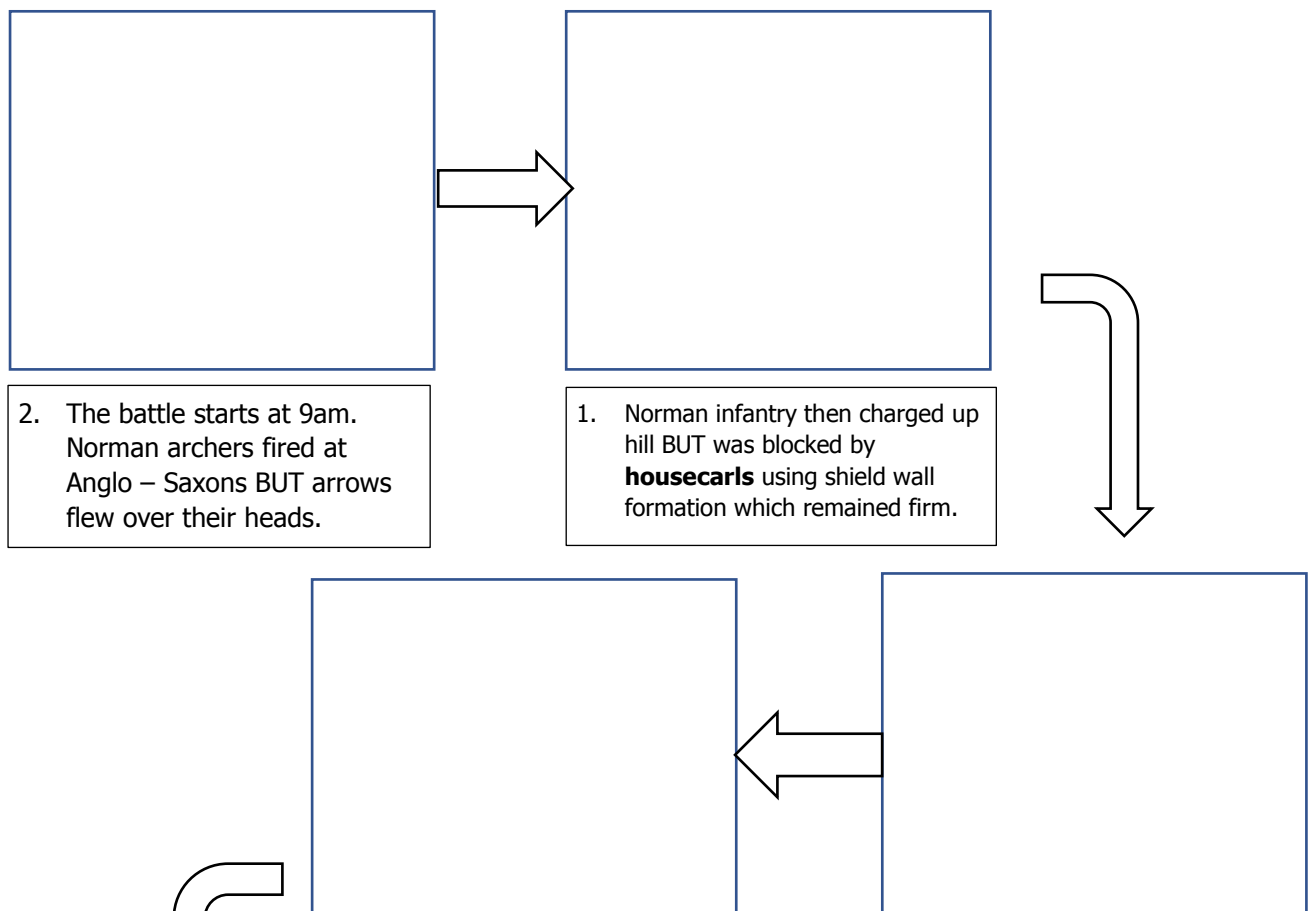 2. The battle starts at 9am.
Norman archers fired at
Anglo – Saxons BUT arrows
flew over their heads.
1. Norman infantry then charged up
hill BUT was blocked by
housecarls using shield wall
formation which remained firm.